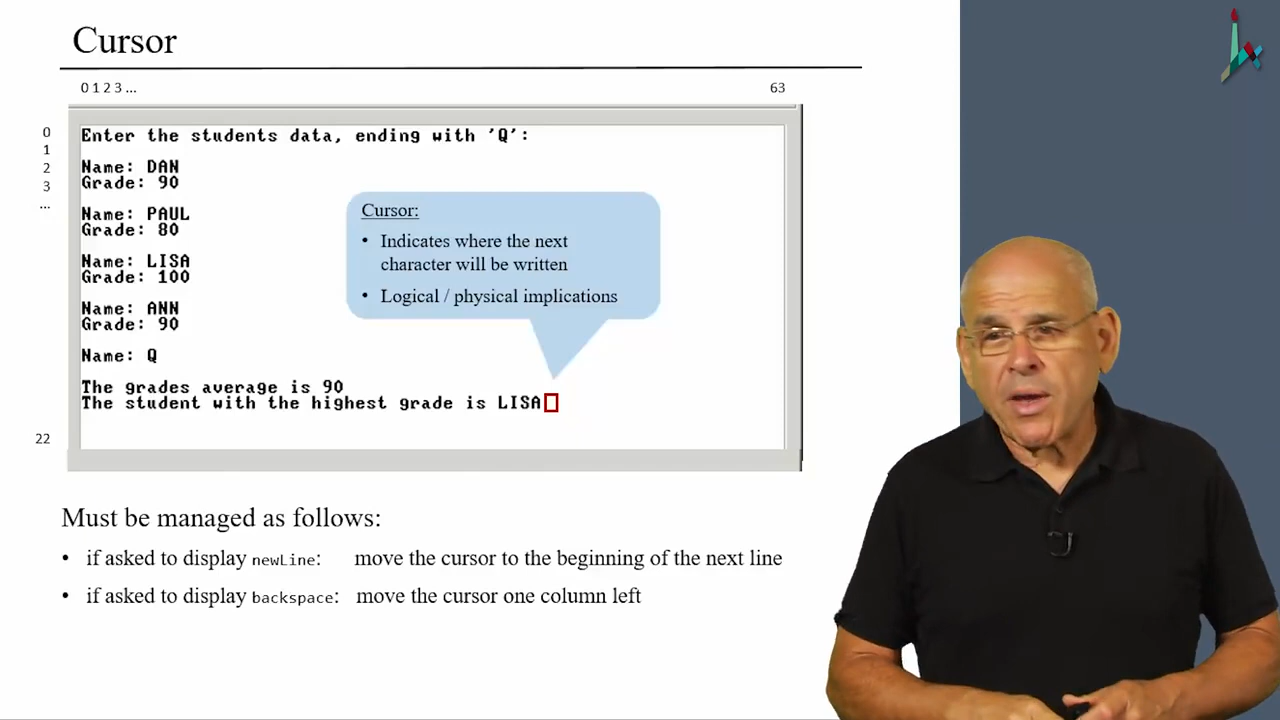 Cursor
0 1 2 3 ...
63
0
1
2
3
...
22
Enter the students data, ending with 'Q':
Name: DAN
Grade: 90
Name: PAUL
Grade: 80
Name: LISA
Grade: 100
Name: ANN
Grade: 90
Name: Q
The grades average is 90
The student with the highest grade is LISA
Cursor:
• Indicates where the next
character will be written
• Logical / physical implications
Must be managed as follows:
• if asked to display newLine: move the cursor to the beginning of the next line
• if asked to display backspace: move the cursor one column left